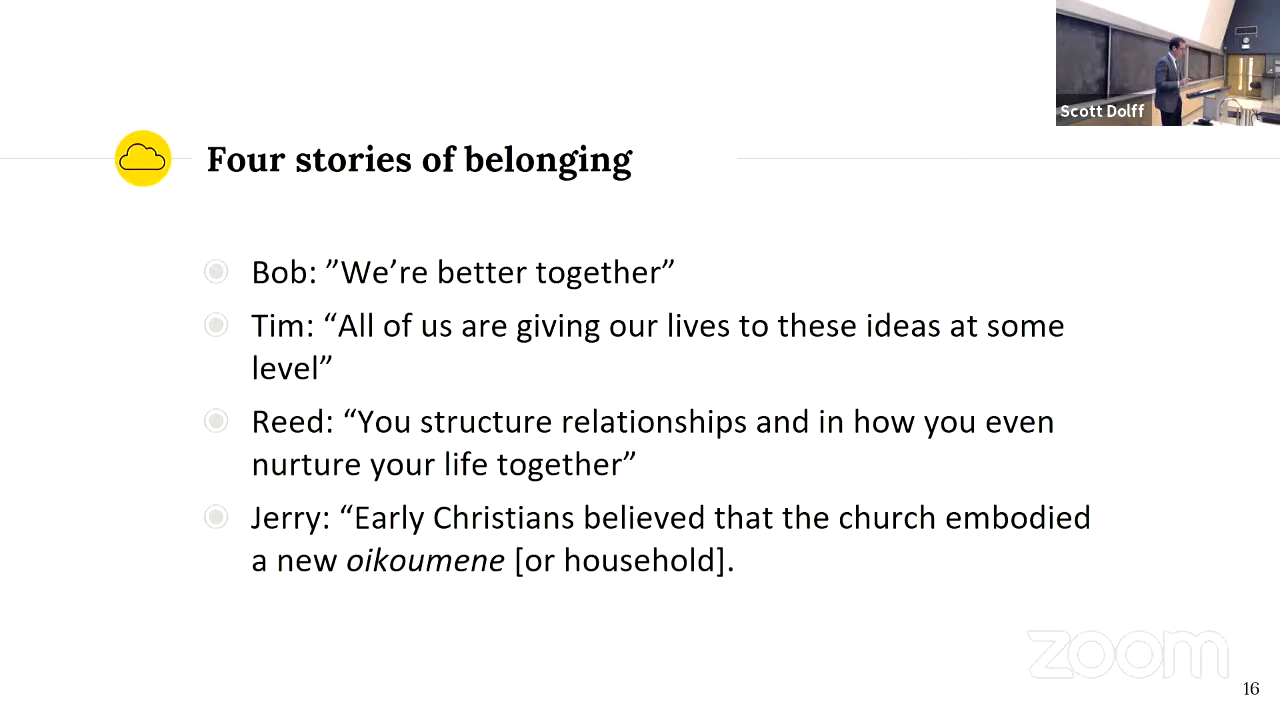 Scott Dolff
Four stories of belonging
Bob: ”We’re better together”
Tim: “All of us are giving our lives to these ideas at some
level”
Reed: “You structure relationships and in how you even
nurture your life together”
Jerry: “Early Christians believed that the church embodied
a new oikoumene [or household].
zoom
16